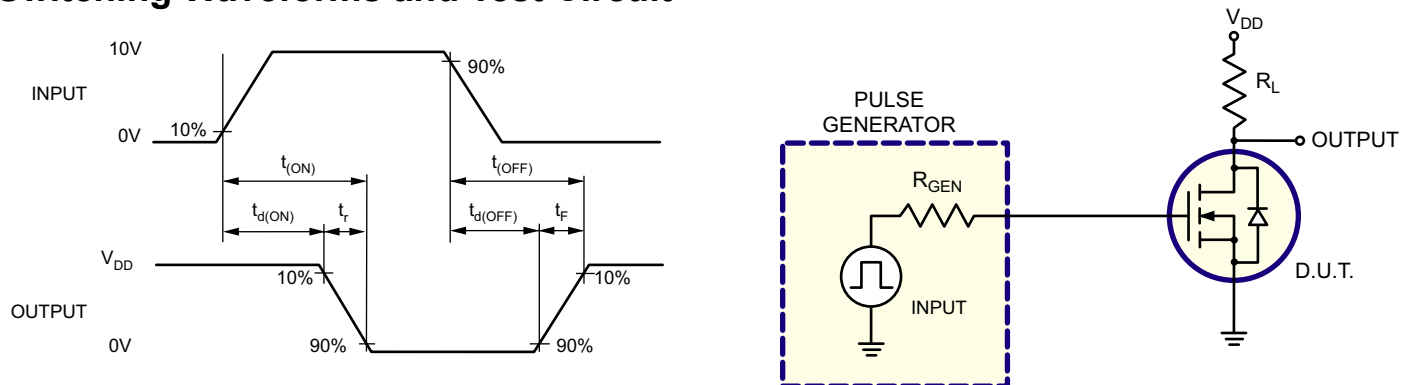 Switching Waveforms and Test Circuit
10V
INPUT
0V
10%
90%
t(ON)
t(OFF)
td(ON)
tr
td(OFF)
tF
VDD
OUTPUT
0V
10%
10%
90%
90%
VDD
RL
OUTPUT
PULSE
GENERATOR
RGEN
INPUT
D.U.T.